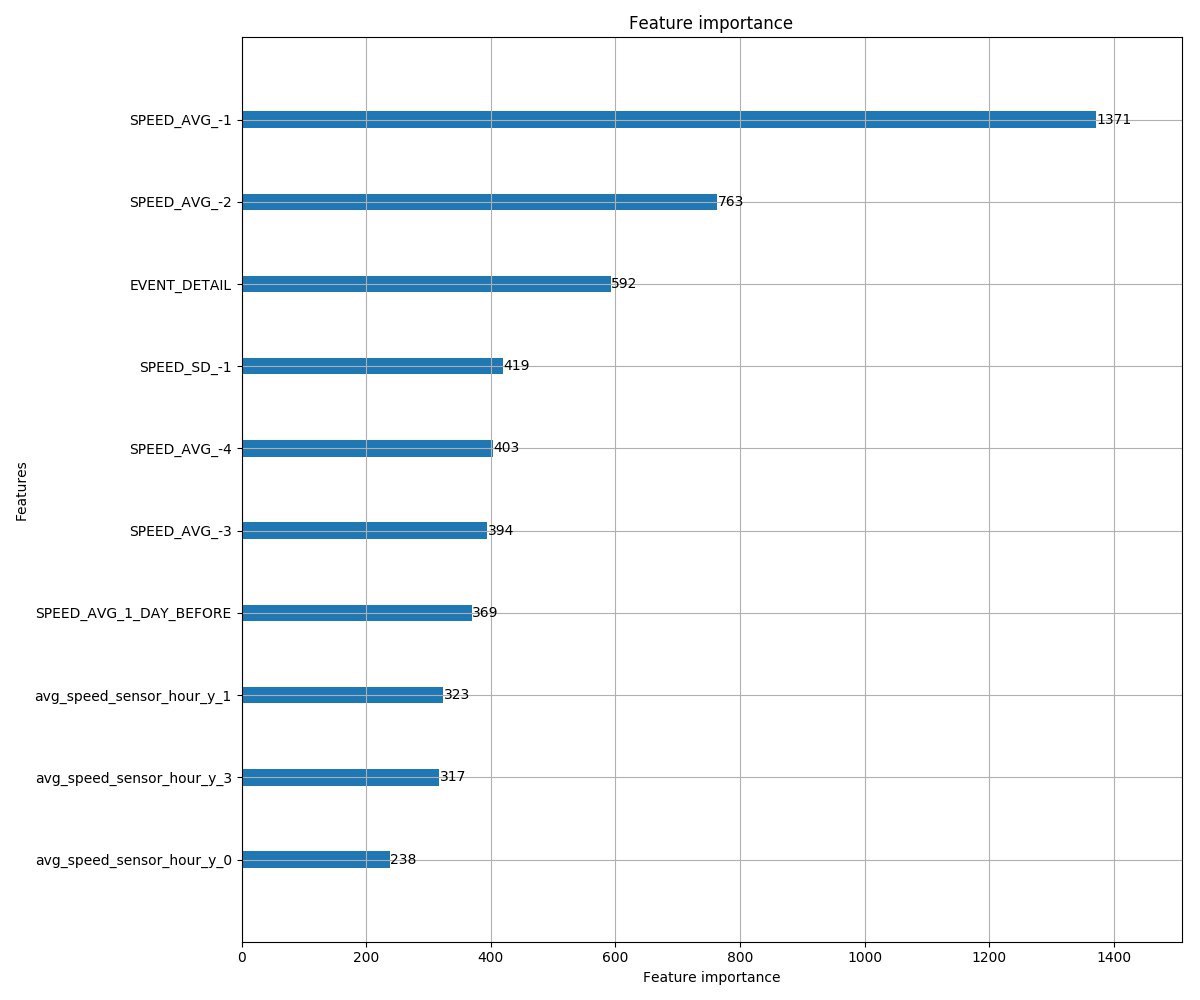 Feature importance
SPEED_AVG_-1
1371
SPEED_AVG_-2
763
EVENT_DETAIL
592
SPEED_SD_-1
419
SPEED_AVG_-4
403
SPEED_AVG_-3
394
SPEED_AVG_1_DAY_BEFORE
369
avg_speed_sensor_hour_y_1
323
avg_speed_sensor_hour_y_3
317
avg_speed_sensor_hour_y_0
238
Features
0 200 400 600 800 1000 1200 1400
Feature importance